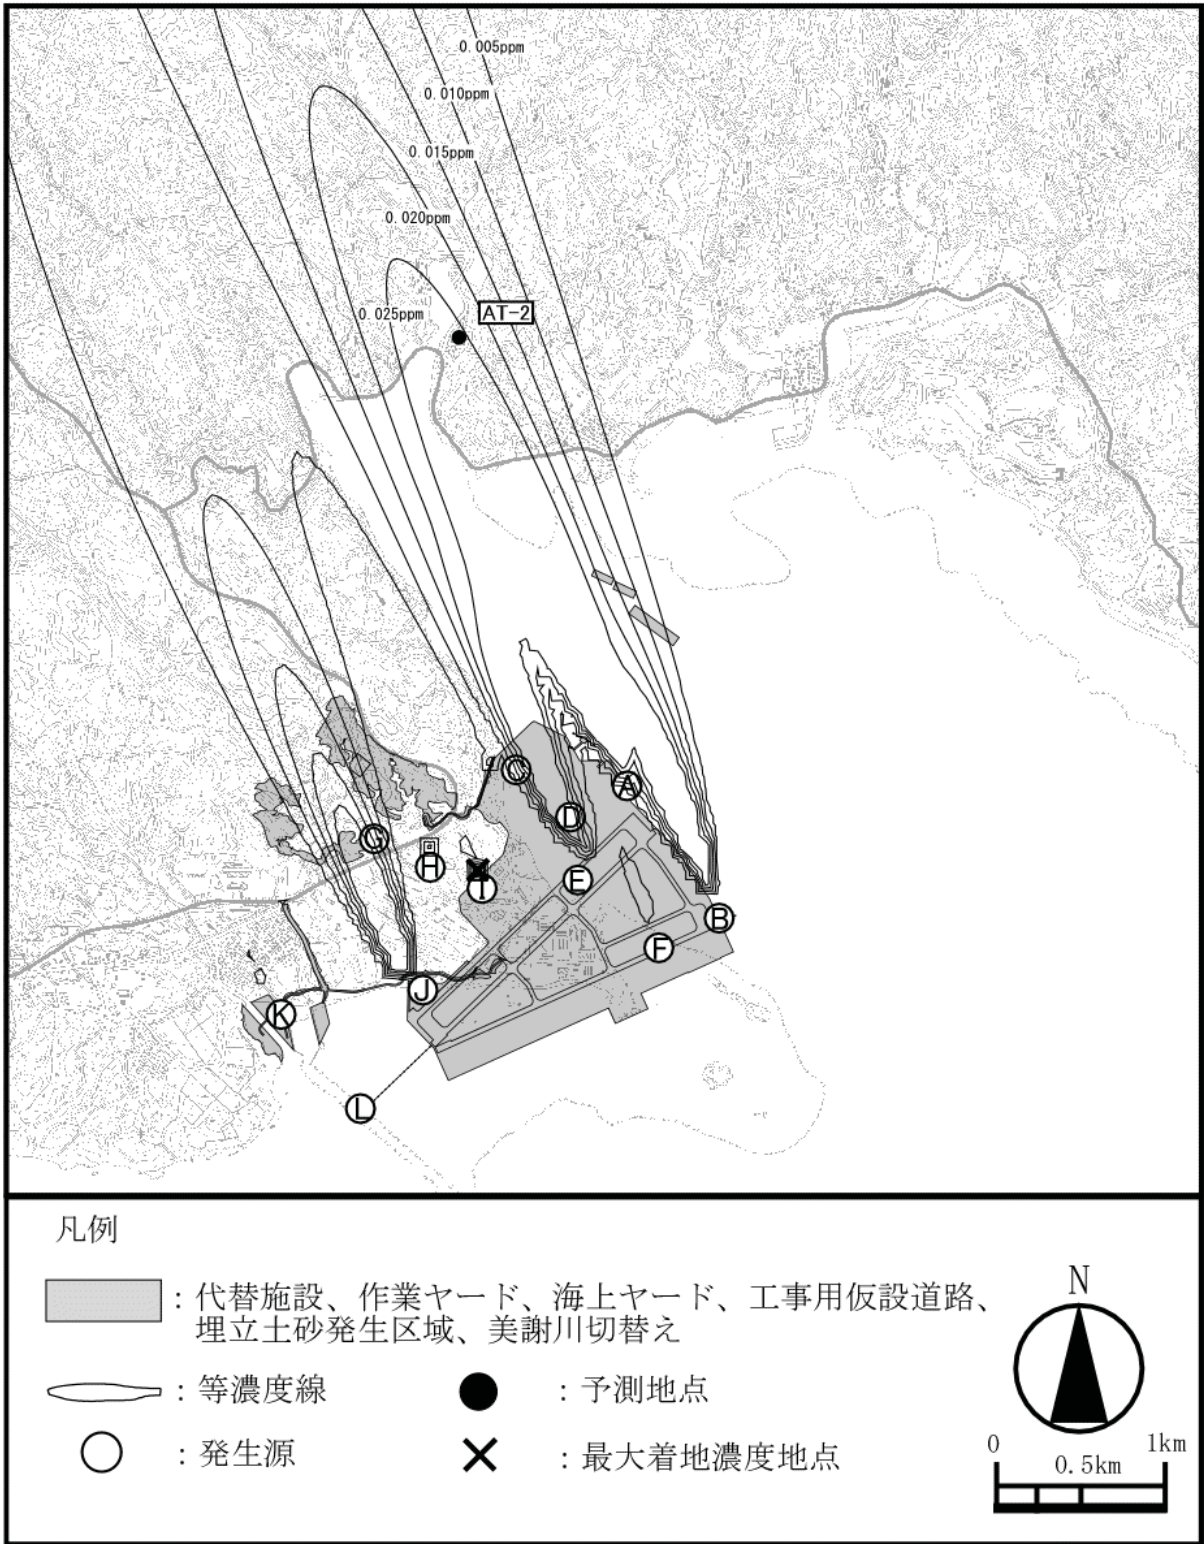 0.005ppm
0.010ppm
0.015ppm
0.020ppm
0.025ppm
AT-2
C
A
D
G
H
E
I
B
F
J
K
L
凡例
：代替施設、作業ヤード、海上ヤード、工事用仮設道路、
埋立土砂発生区域、美謝川切替え
：等濃度線
：予測地点
：発生源
：最大着地濃度地点
N
0
1km
0.5km